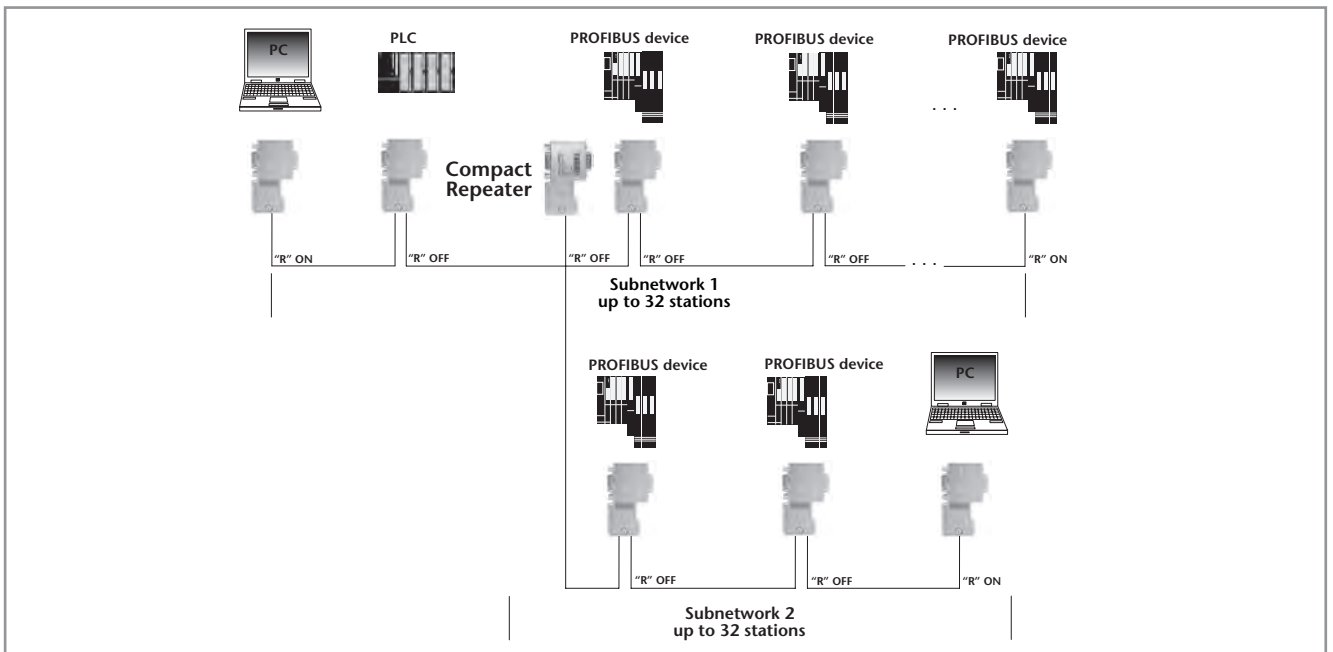 PC
PLC
PROFIBUS device
PROFIBUS device
PROFIBUS device
. . .
Compact
Repeater
“R” ON
“R” OFF
“R” OFF
“R” OFF
“R” OFF
. . .
“R” ON
Subnetwork 1
up to 32 stations
PROFIBUS device
PROFIBUS device
PC
“R” OFF
“R” OFF
“R” ON
Subnetwork 2
up to 32 stations